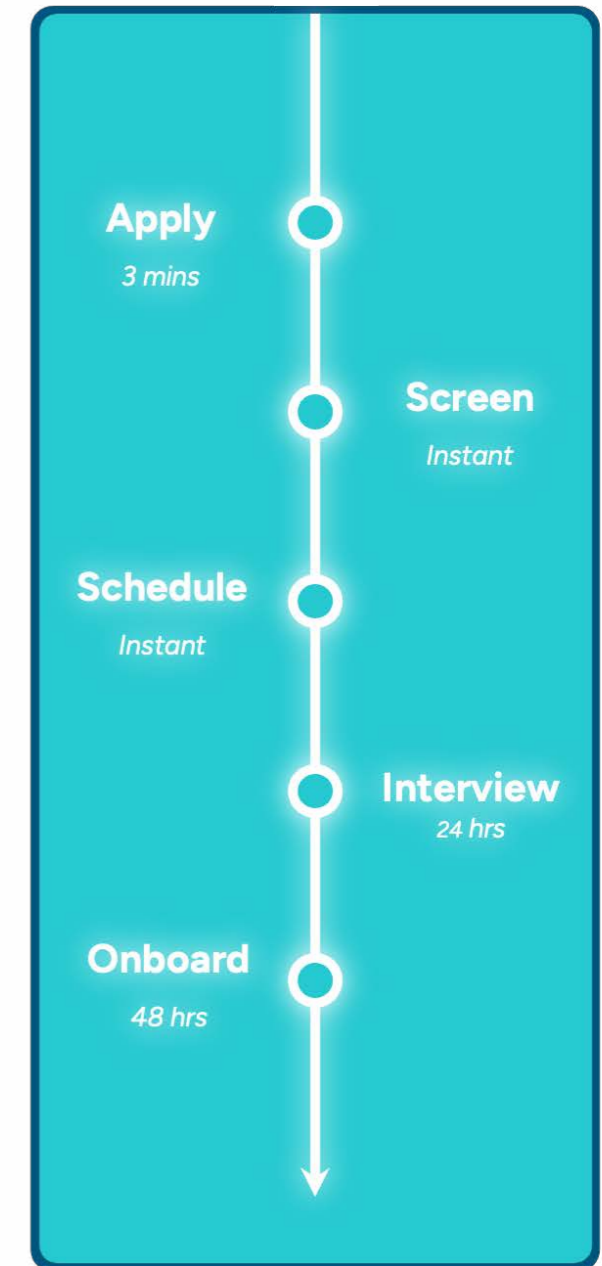 Apply
3 mins
Screen
Instant
Schedule
Instant
Interview
24 hrs
Onboard
48 hrs